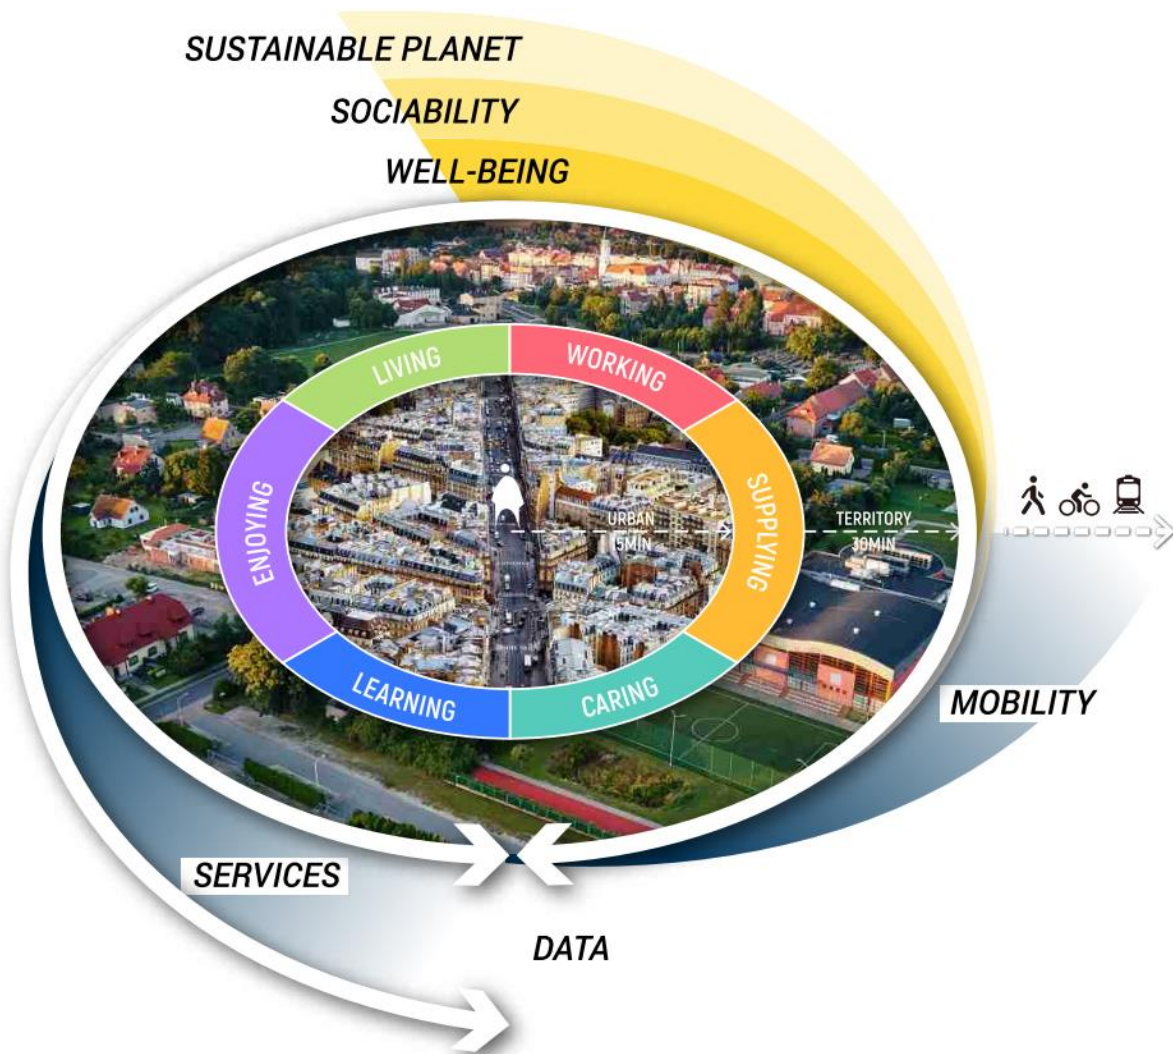 SUSTAINABLE PLANET
SOCIABILITY
WELL-BEING
LIVING
WORKING
ENJOYING
SUPPLYING
URBAN
15MIN
TERRITORY
30MIN
LEARNING
CARING
MOBILITY
SERVICES
DATA